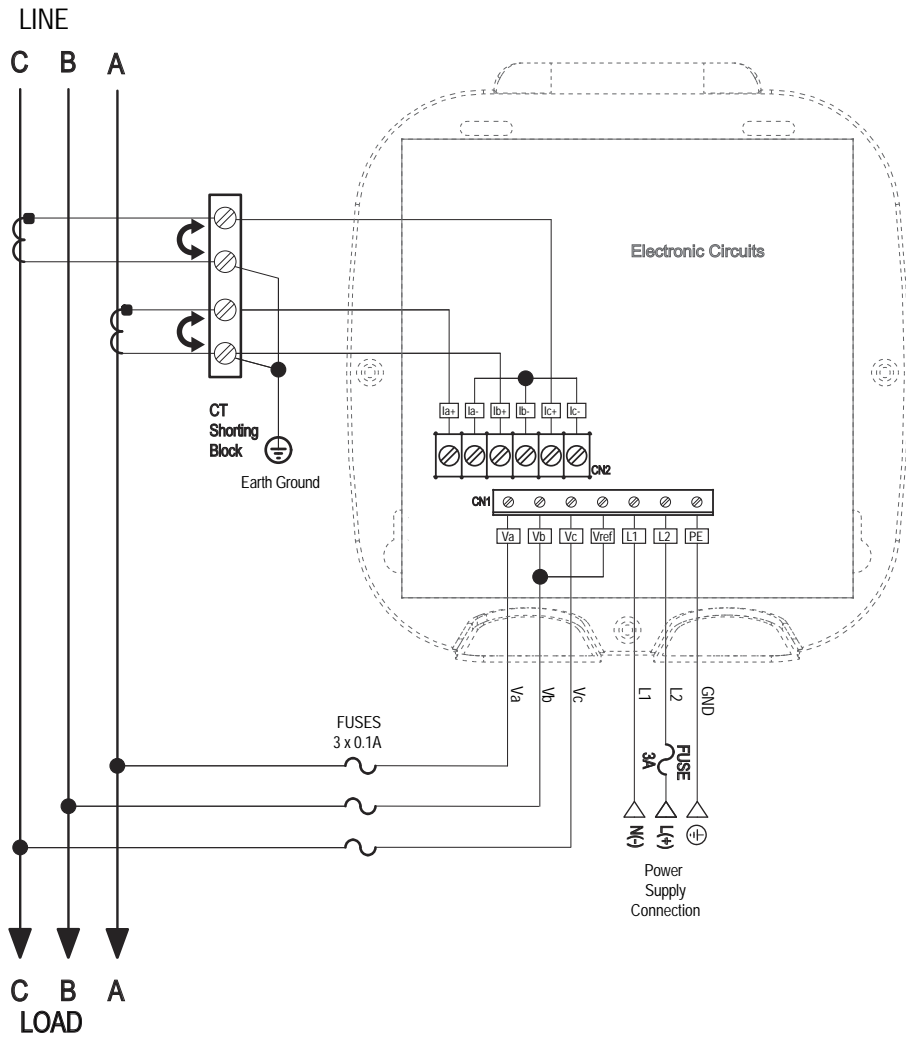 LINE
C B A
Electronic Circuits
CT
Shorting
Block
Earth Ground
Ia+ Ia- Ib+ Ib- Ic+ Ic-
CN2
CN1
Va Vb Vc Vref L1 L2 PE
Va Vb Vc L1 L2 GND
FUSES
3 x 0.1A
FUSE
3A
N(-) L(+)
Power
Supply
Connection
C B A
LOAD